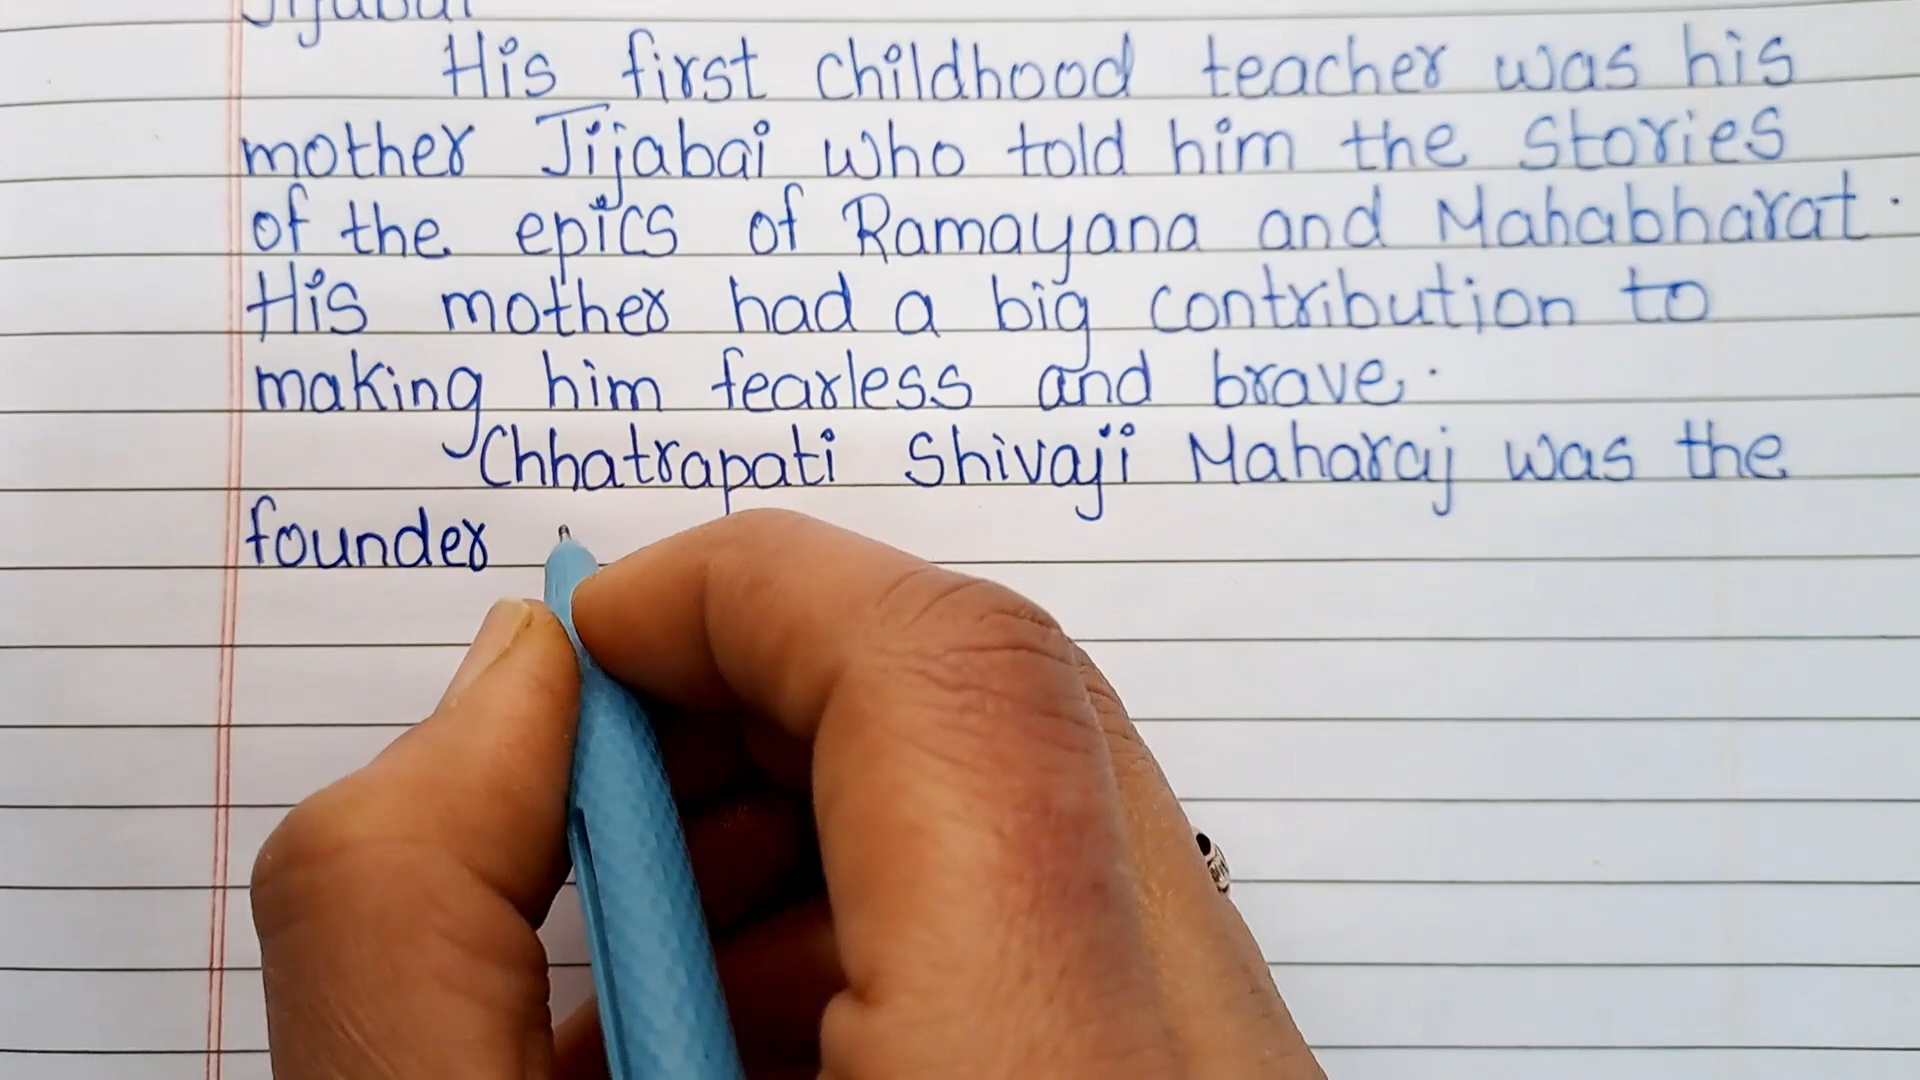 Jijabai
His first childhood teacher was his
mother Jijabai who told him the stories
of the epics of Ramayana and Mahabharat.
His mother had a big contribution to
making him fearless and brave.
Chhatrapati Shivaji Maharaj was the
founder